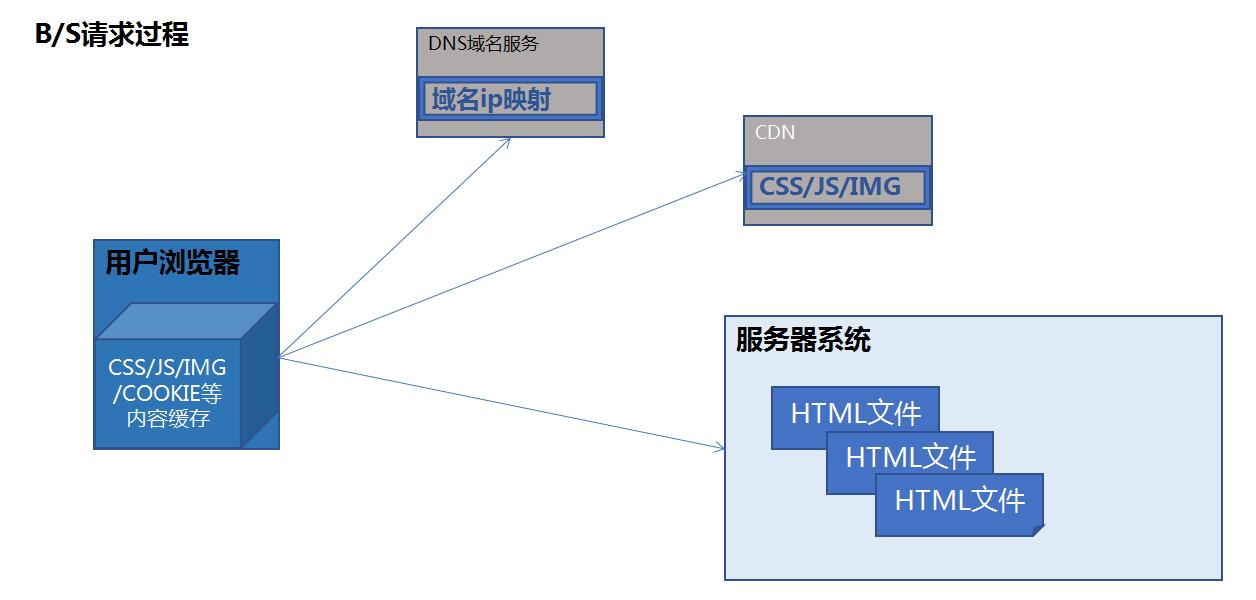 B/S请求过程
DNS域名服务
域名ip映射
CDN
CSS/JS/IMG
用户浏览器
CSS/JS/IMG
/COOKIE等
内容缓存
服务器系统
HTML文件
HTML文件
HTML文件